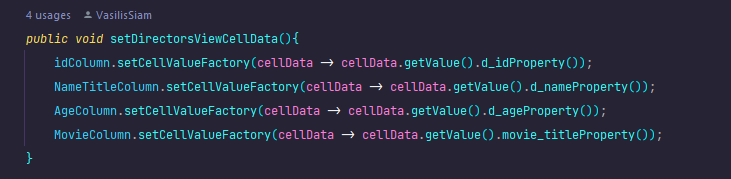 4 usages VasilisSiam
public void setDirectorsViewCellData(){
idColumn.setCellValueFactory(cellData -> cellData.getValue().d_idProperty());
NameTitleColumn.setCellValueFactory(cellData -> cellData.getValue().d_nameProperty());
AgeColumn.setCellValueFactory(cellData -> cellData.getValue().d_ageProperty());
MovieColumn.setCellValueFactory(cellData -> cellData.getValue().movie_titleProperty());
}